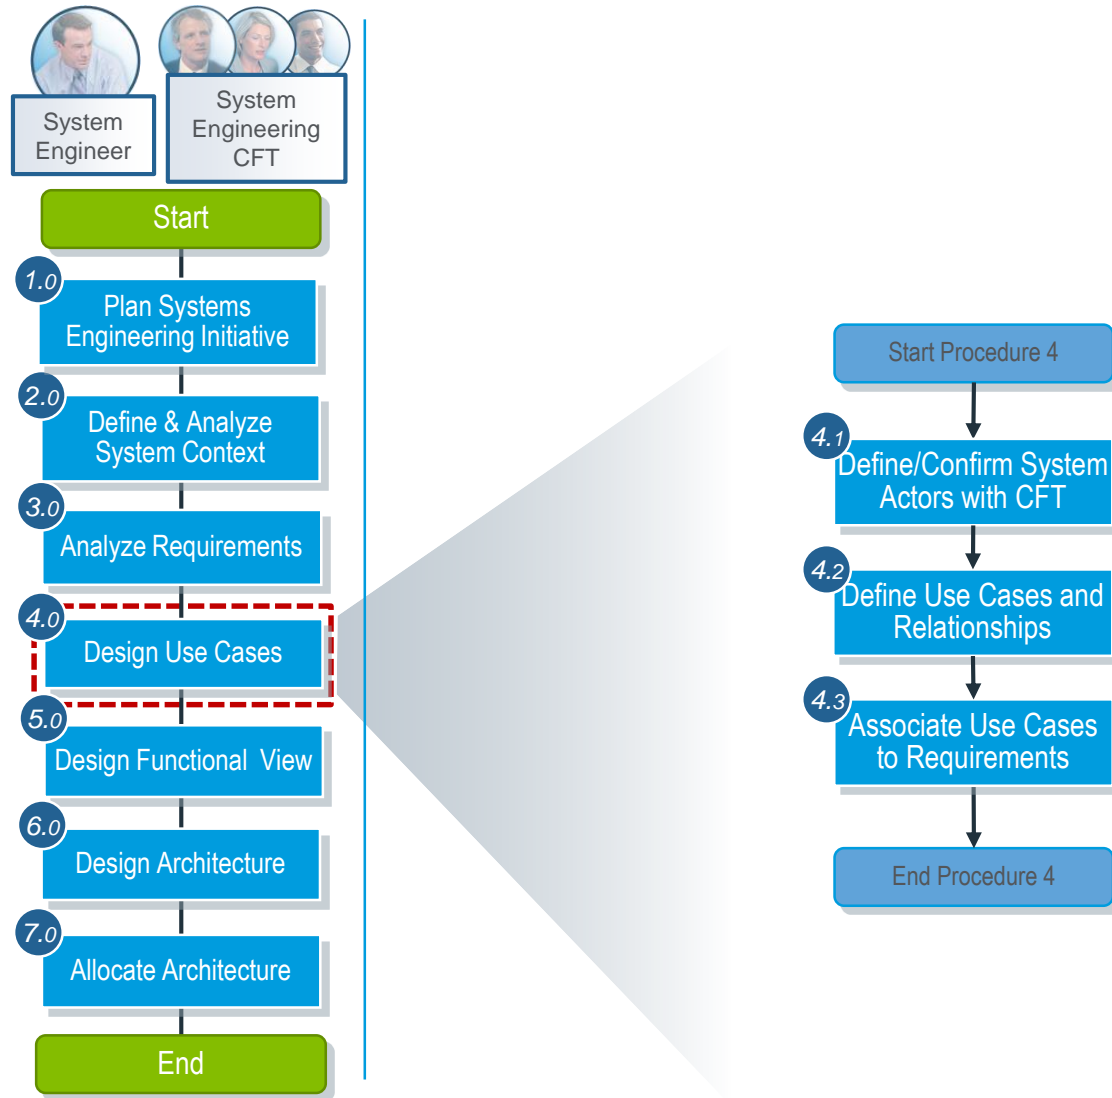 System
Engineer
System
Engineering
CFT
Start
1.0
Plan Systems
Engineering Initiative
2.0
Define & Analyze
System Context
3.0
Analyze Requirements
4.0
Design Use Cases
5.0
Design Functional View
6.0
Design Architecture
7.0
Allocate Architecture
End
Start Procedure 4
4.1
Define/Confirm System
Actors with CFT
4.2
Define Use Cases and
Relationships
4.3
Associate Use Cases
to Requirements
End Procedure 4